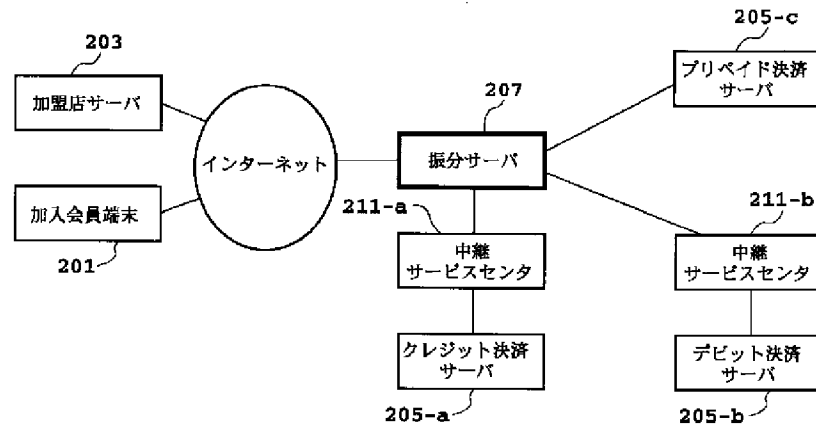 203
加盟店サーバ
インターネット
加入会員端末
201
207
振分サーバ
205-c
プリペイド決済
サーバ
211-a
中継
サービスセンタ
クレジット決済
サーバ
205-a
211-b
中継
サービスセンタ
デビット決済
サーバ
205-b